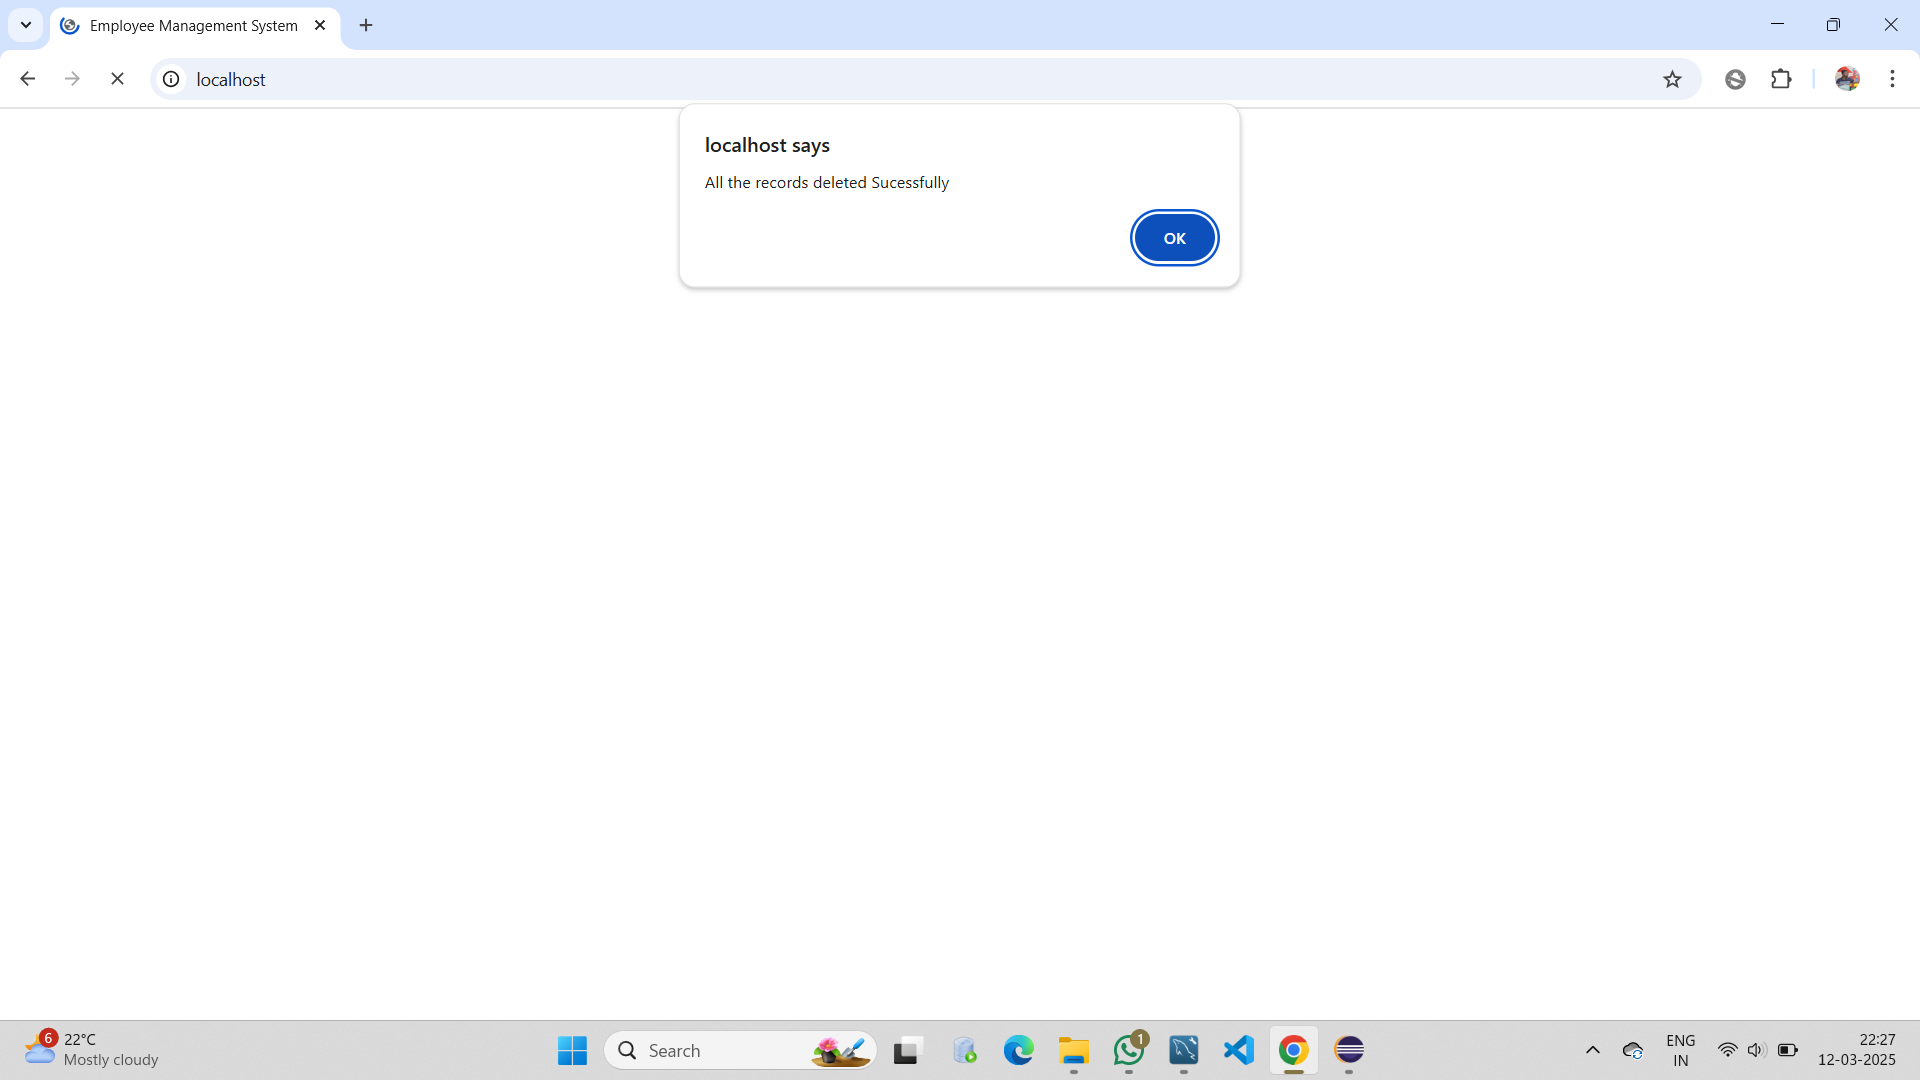 Employee Management System
localhost
localhost says
All the records deleted Sucessfully
OK
6
22°C
Mostly cloudy
Search
1
ENG
IN
22:27
12-03-2025